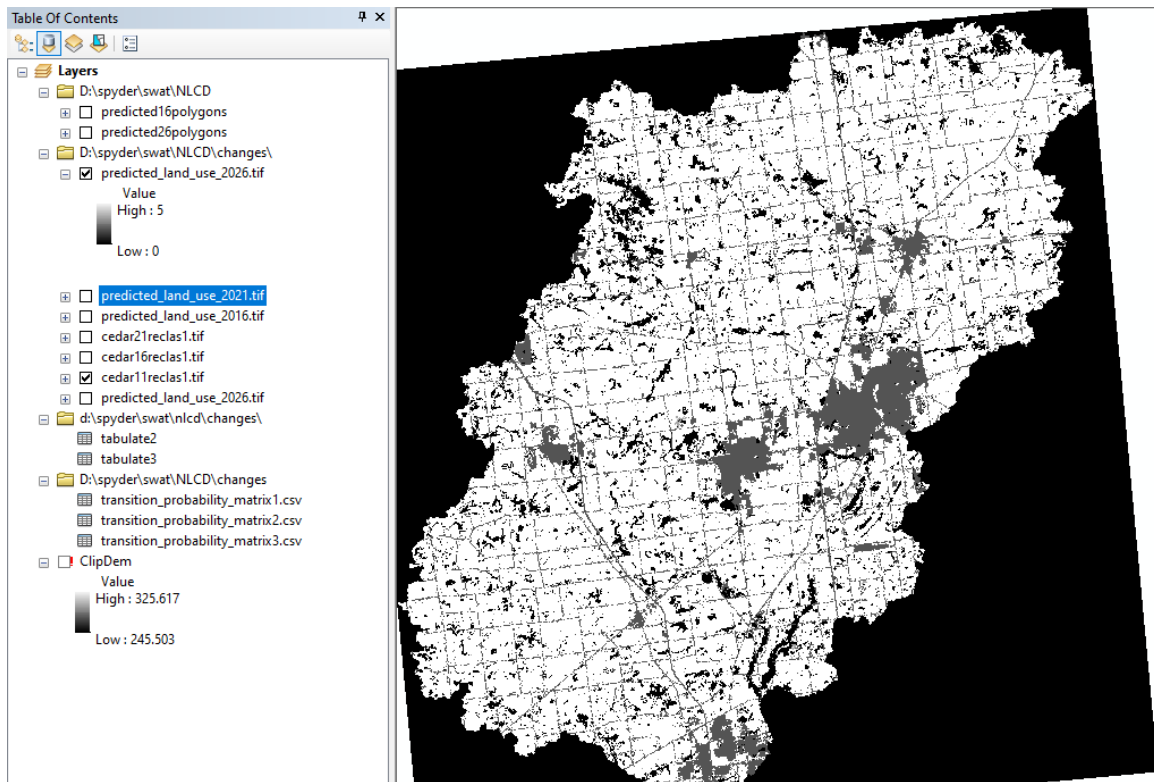 Table Of Contents
Layers
D:\spyder\swat\NLCD
predicted16polygons
predicted26polygons
D:\spyder\swat\NLCD\changes\
predicted_land_use_2026.tif
Value
High : 5
Low : 0
predicted_land_use_2021.tif
predicted_land_use_2016.tif
cedar21reclas1.tif
cedar16reclas1.tif
cedar11reclas1.tif
predicted_land_use_2026.tif
d:\spyder\swat\nlcd\changes\
tabulate2
tabulate3
D:\spyder\swat\NLCD\changes
transition_probability_matrix1.csv
transition_probability_matrix2.csv
transition_probability_matrix3.csv
ClipDem
Value
High : 325.617
Low : 245.503